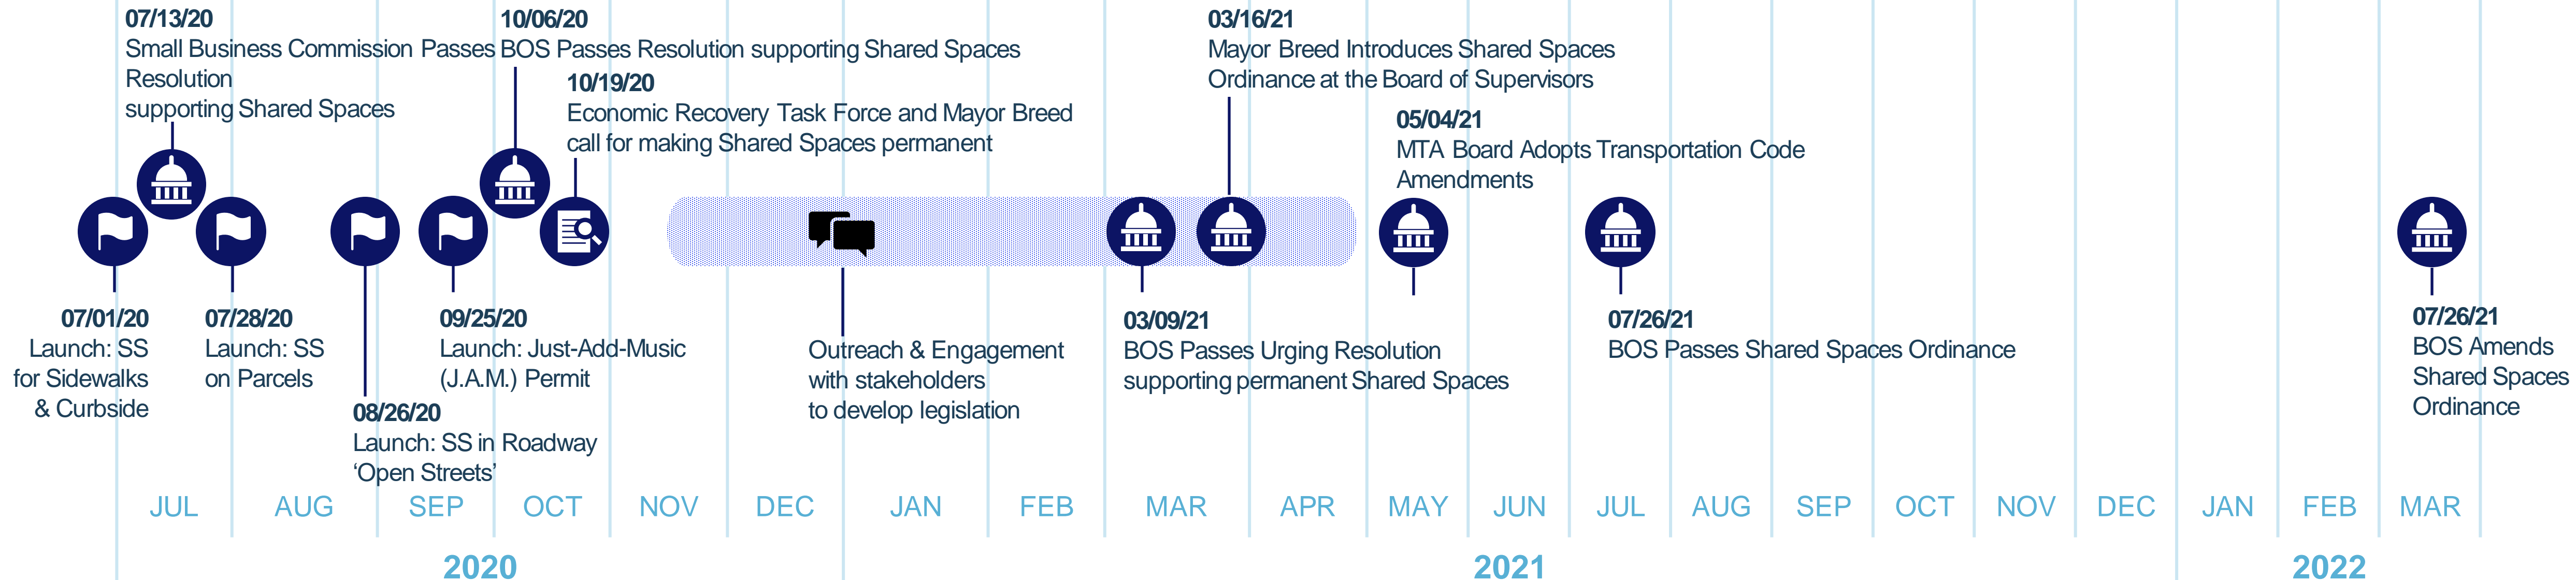 07/13/20
Small Business Commission Passes
Resolution
supporting Shared Spaces
10/06/20
BOS Passes Resolution supporting Shared Spaces
10/19/20
Economic Recovery Task Force and Mayor Breed
call for making Shared Spaces permanent
03/16/21
Mayor Breed Introduces Shared Spaces
Ordinance at the Board of Supervisors
05/04/21
MTA Board Adopts Transportation Code
Amendments
07/01/20
Launch: SS
for Sidewalks
& Curbside
07/28/20
Launch: SS
on Parcels
08/26/20
Launch: SS in Roadway
‘Open Streets’
09/25/20
Launch: Just-Add-Music
(J.A.M.) Permit
Outreach & Engagement
with stakeholders
to develop legislation
03/09/21
BOS Passes Urging Resolution
supporting permanent Shared Spaces
07/26/21
BOS Passes Shared Spaces Ordinance
07/26/21
BOS Amends
Shared Spaces
Ordinance
JUL AUG SEP OCT NOV DEC JAN FEB MAR APR MAY JUN JUL AUG SEP OCT NOV DEC JAN FEB MAR
2020 2021 2022